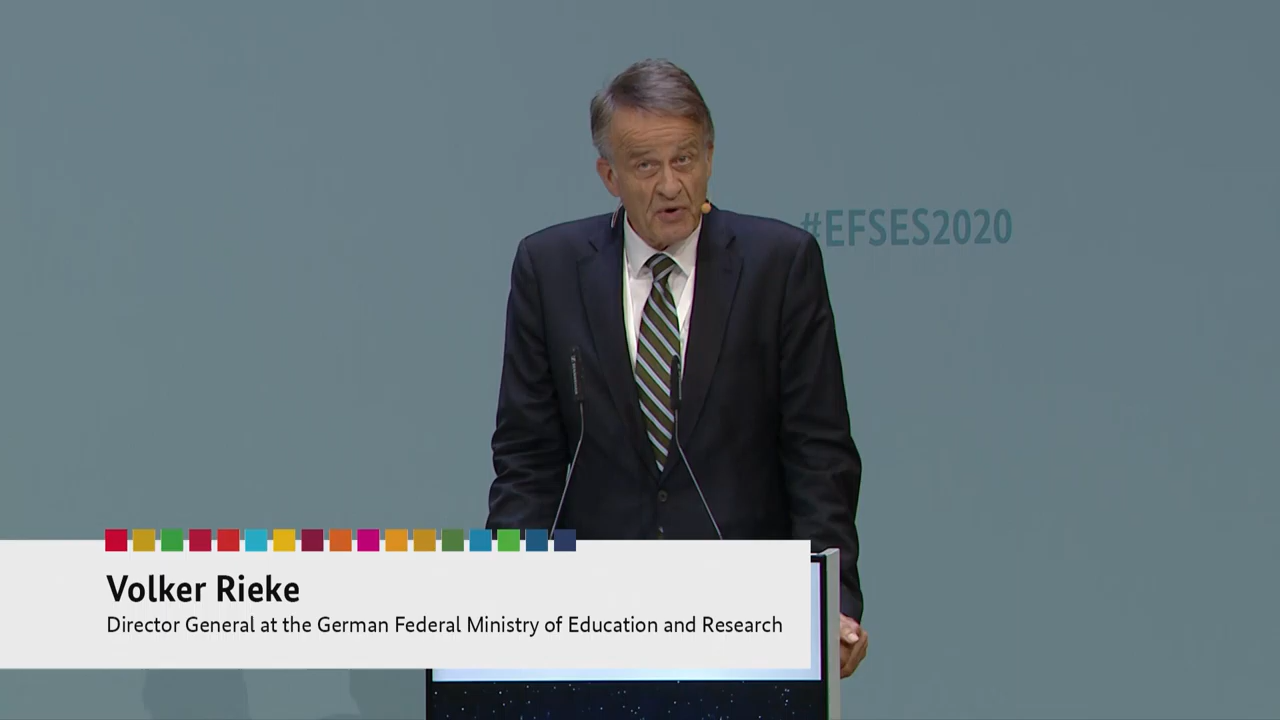 #EFSES2020
Volker Rieke
Director General at the German Federal Ministry of Education and Research